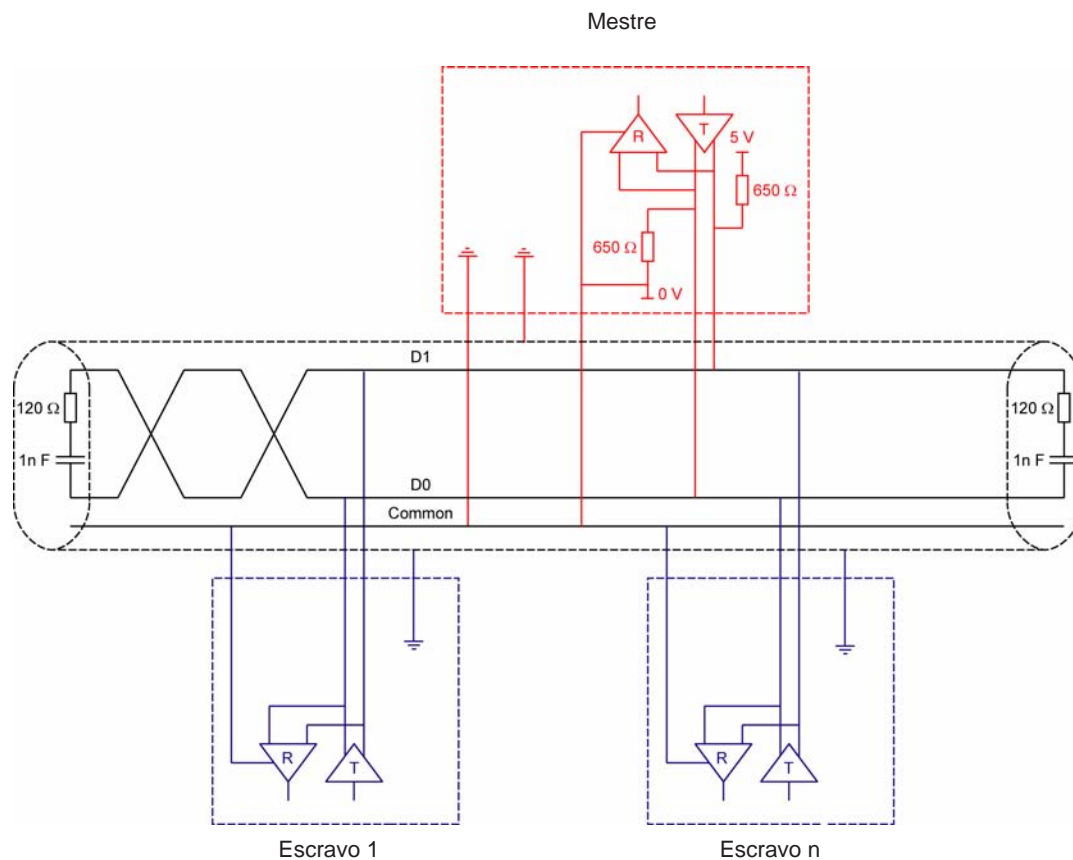 Mestre
R
T
5 V
650 Ω
650 Ω
0 V
D1
120 Ω
1n F
120 Ω
1n F
D0
Common
R
T
R
T
Escravo 1
Escravo n